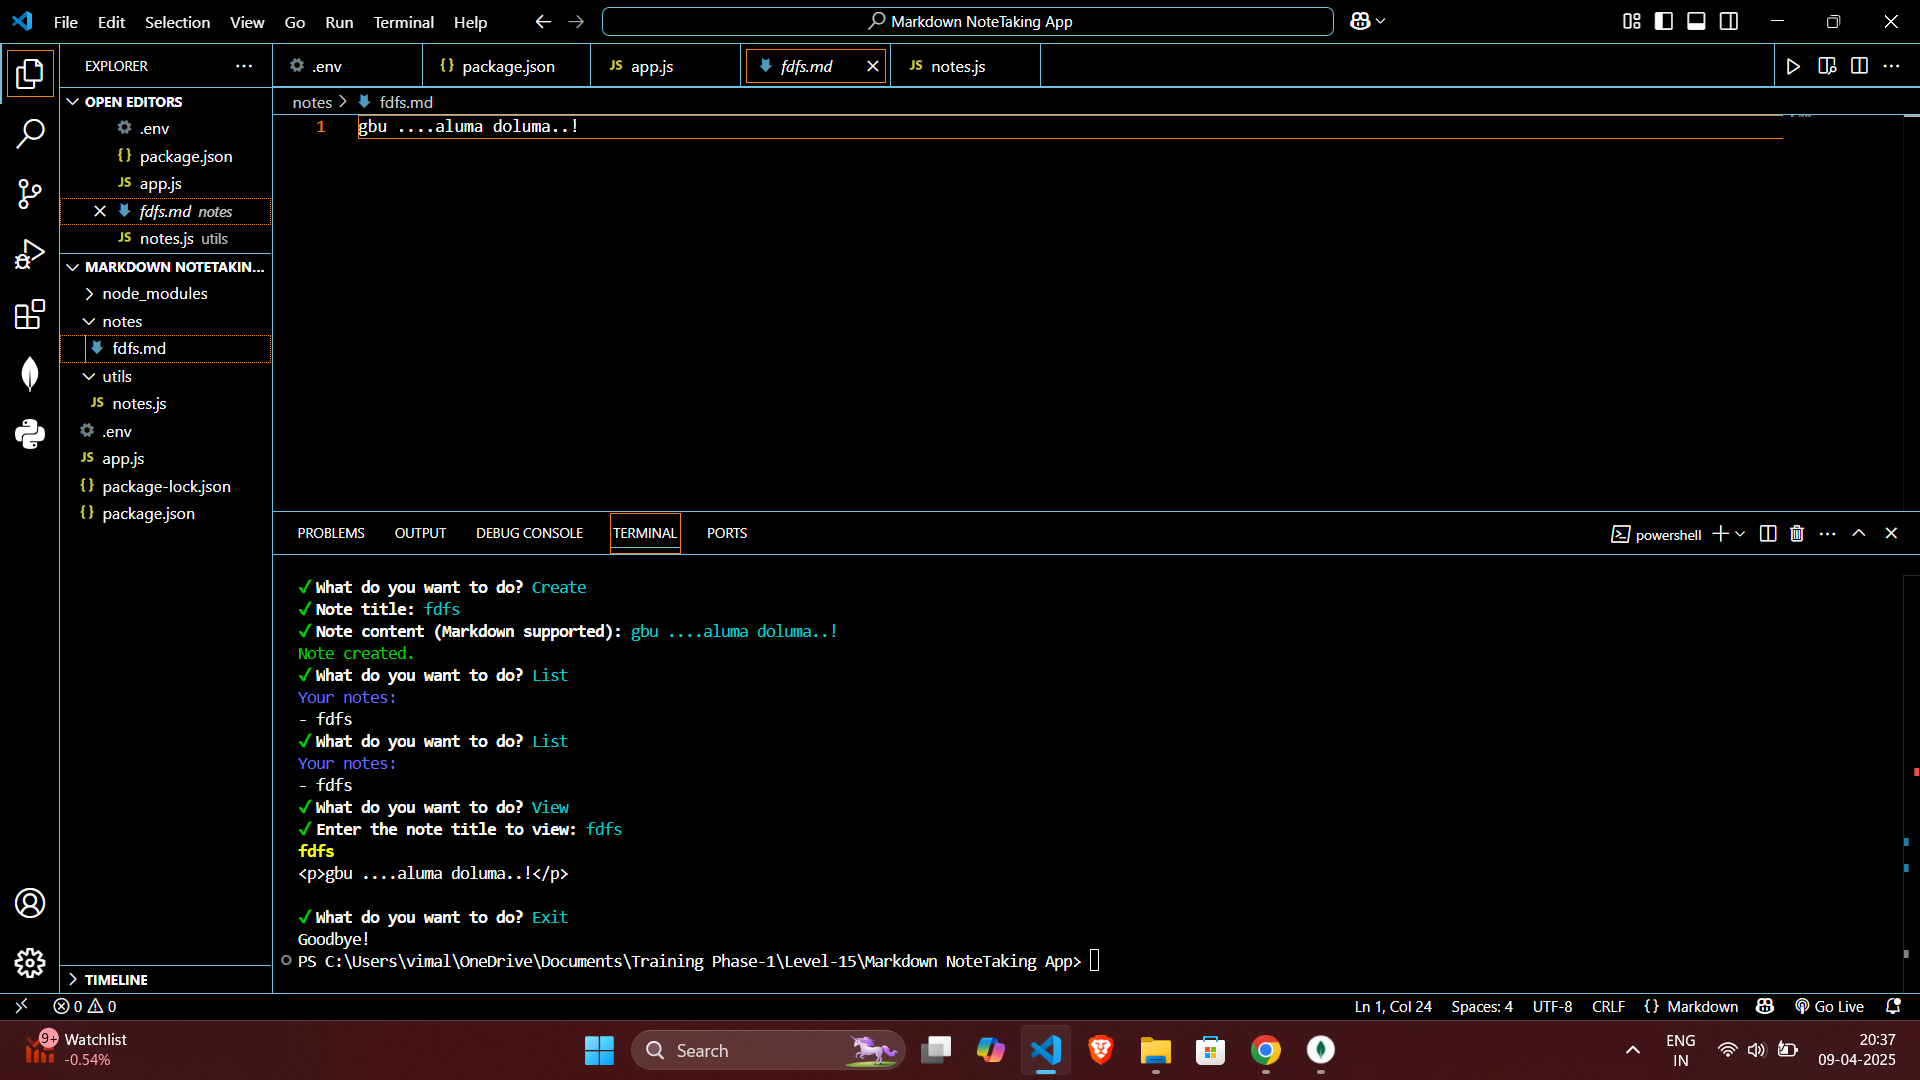 File Edit Selection View Go Run Terminal Help
Markdown NoteTaking App
EXPLORER
.env
package.json
app.js
fdfs.md
notes.js
OPEN EDITORS
.env
package.json
app.js
fdfs.md notes
notes.js utils
MARKDOWN NOTETAKIN...
node_modules
notes
fdfs.md
utils
JS notes.js
.env
JS app.js
package-lock.json
package.json
TIMELINE
notes > fdfs.md
1 gbu ....aluma doluma..!
PROBLEMS OUTPUT DEBUG CONSOLE TERMINAL PORTS
powershell
✓ What do you want to do? Create
✓ Note title: fdfs
✓ Note content (Markdown supported): gbu ....aluma doluma..!
Note created.
✓ What do you want to do? List
Your notes:
- fdfs
✓ What do you want to do? List
Your notes:
- fdfs
✓ What do you want to do? View
✓ Enter the note title to view: fdfs
fdfs
<p>gbu ....aluma doluma..!</p>
✓ What do you want to do? Exit
Goodbye!
PS C:\Users\vimal\OneDrive\Documents\Training Phase-1\Level-15\Markdown NoteTaking App>
0 0
Ln 1, Col 24 Spaces: 4 UTF-8 CRLF {} Markdown Go Live
9+ Watchlist
-0.54%
Search
ENG
IN
20:37
09-04-2025